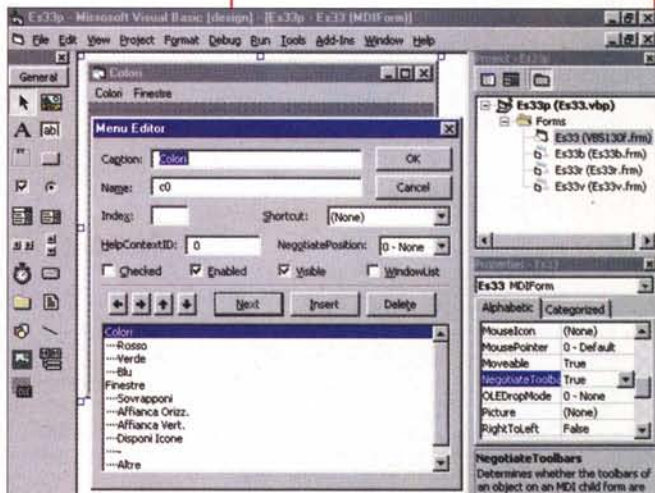 Es33p - Microsoft Visual Basic [design] - [Es33p - Es33 (MDIForm)]
File Edit View Project Format Debug Run Tools Add-Ins Window Help
General
Colori
Colori Finestre
Menu Editor
Caption: Colori
OK
Name: c0
Cancel
Index:
Shortcut: (None)
HelpContextID: 0
NegotiatePosition: 0 - None
Checked
Enabled
Visible
WindowList
Next
Insert
Delete
Colori
····Rosso
····Verde
····Blu
Finestre
····Sovrapponi
····Affianca Orizz.
····Affianca Vert.
····Disponi Icone
····-
····Altre
Project - Es33p
Es33p (Es33.vbp)
Forms
Es33 (VB5130f.frm)
Es33b (Es33b.frm)
Es33r (Es33r.frm)
Es33v (Es33v.frm)
Properties - Es33
Es33 MDIForm
Alphabetic
Categorized
MouseIcon (None)
MousePointer 0 - Default
Moveable True
NegotiateToolba True
OLEDropMode 0 - None
Picture (None)
RightToLeft False
NegotiateToolbars
Determines whether the toolbars of
an object on an MDI child form are